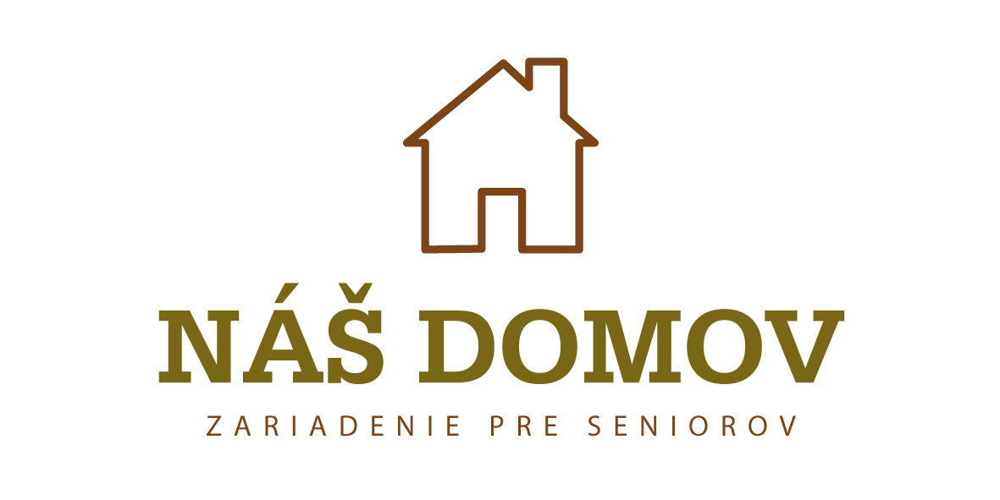 NÁŠ DOMOV
ZARIADENIE PRE SENIOROV